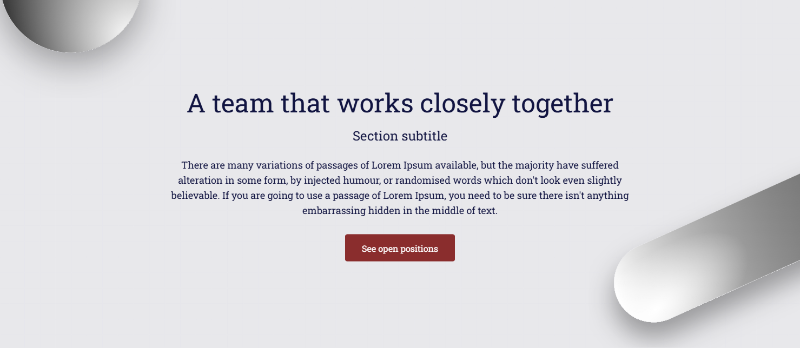 A team that works closely together
Section subtitle
There are many variations of passages of Lorem Ipsum available, but the majority have suffered
alteration in some form, by injected humour, or randomised words which don't look even slightly
believable. If you are going to use a passage of Lorem Ipsum, you need to be sure there isn't anything
embarrassing hidden in the middle of text.
See open positions